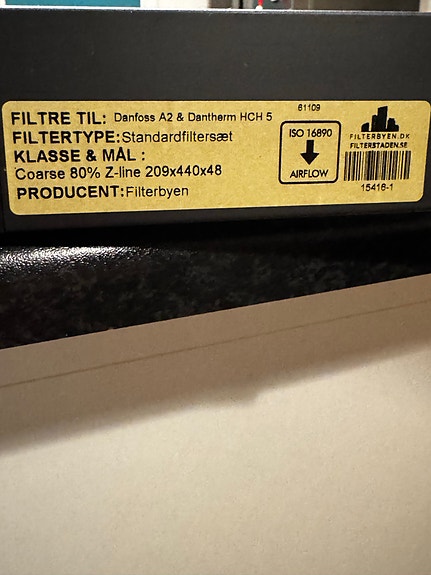 61109
FILTRE TIL: Danfoss A2 & Dantherm HCH 5
FILTERTYPE: Standardfiltersæt
KLASSE & MÅL :
Coarse 80% Z-line 209x440x48
PRODUCENT: Filterbyen
ISO 16890
AIRFLOW
FILTERBYEN.DK
FILTERSTADEN.SE
15416-1